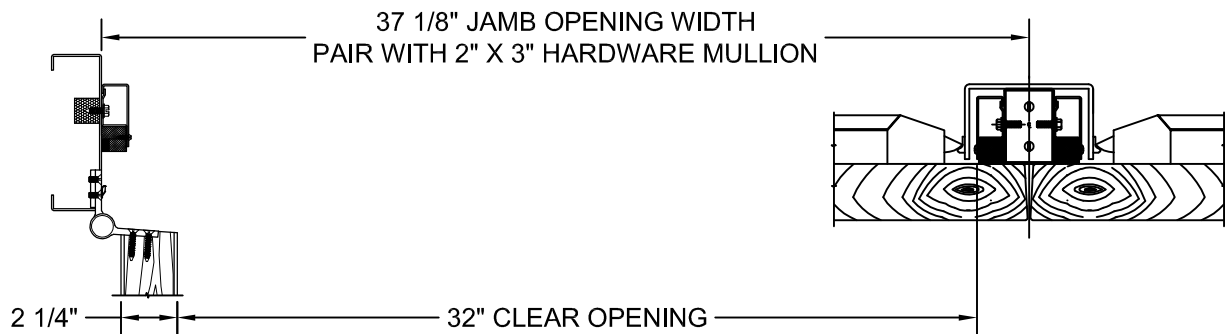 37 1/8" JAMB OPENING WIDTH
PAIR WITH 2" X 3" HARDWARE MULLION
2 1/4"
32" CLEAR OPENING